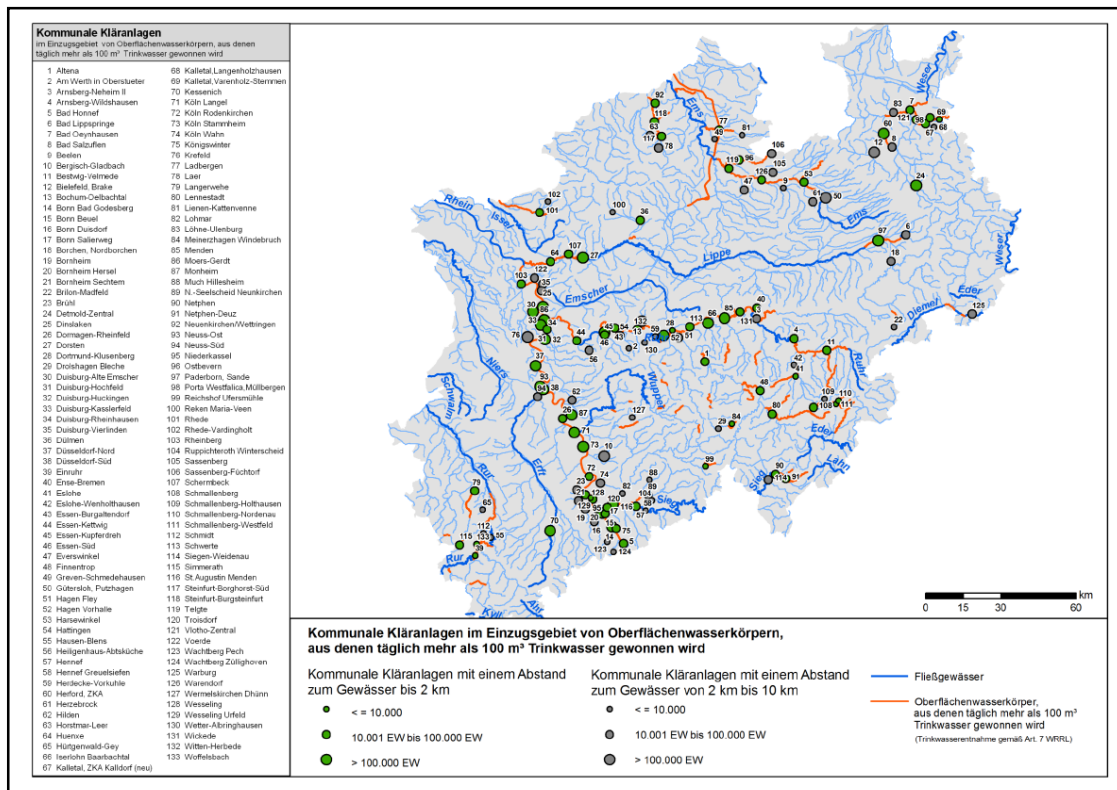 Kommunale Kläranlagen
im Einzugsgebiet von Oberflächenwasserkörpern, aus denen
täglich mehr als 100 m³ Trinkwasser gewonnen wird
1 Altena
2 Am Werth in Oberstueter
3 Arnsberg-Neheim II
4 Arnsberg-Wildshausen
5 Bad Honnef
6 Bad Lippspringe
7 Bad Oeynhausen
8 Bad Salzuflen
9 Beelen
10 Bergisch-Gladbach
11 Bestwig-Velmede
12 Bielefeld, Brake
13 Bochum-Oelbachtal
14 Bonn Bad Godesberg
15 Bonn Beuel
16 Bonn Duisdorf
17 Bonn Salierweg
18 Borchen, Nordborchen
19 Bornheim
20 Bornheim Hersel
21 Bornheim Sechtem
22 Brilon-Madfeld
23 Brühl
24 Detmold-Zentral
25 Dinslaken
26 Dormagen-Rheinfeld
27 Dorsten
28 Dortmund-Klusenberg
29 Drolshagen Bleche
30 Duisburg-Alte Emscher
31 Duisburg-Hochfeld
32 Duisburg-Huckingen
33 Duisburg-Kasslerfeld
34 Duisburg-Rheinhausen
35 Duisburg-Vierlinden
36 Dülmen
37 Düsseldorf-Nord
38 Düsseldorf-Süd
39 Einruhr
40 Ense-Bremen
41 Eslohe
42 Eslohe-Wenholthausen
43 Essen-Burgaltendorf
44 Essen-Kettwig
45 Essen-Kupferdreh
46 Essen-Süd
47 Everswinkel
48 Finnentrop
49 Greven-Schmedehausen
50 Gütersloh, Putzhagen
51 Hagen Fley
52 Hagen Vorhalle
53 Harsewinkel
54 Hattingen
55 Hausen-Blens
56 Heiligenhaus-Abtsküche
57 Hennef
58 Hennef Greuelsiefen
59 Herdecke-Vorkuhle
60 Herford, ZKA
61 Herzebrock
62 Hilden
63 Horstmar-Leer
64 Huenxe
65 Hürtgenwald-Gey
66 Iserlohn Baarbachtal
67 Kalletal, ZKA Kalldorf (neu)
68 Kalletal,Langenholzhausen
69 Kalletal,Varenholz-Stemmen
70 Kessenich
71 Köln Langel
72 Köln Rodenkirchen
73 Köln Stammheim
74 Köln Wahn
75 Königswinter
76 Krefeld
77 Ladbergen
78 Laer
79 Langerwehe
80 Lennestadt
81 Lienen-Kattenvenne
82 Lohmar
83 Löhne-Ulenburg
84 Meinerzhagen Windebruch
85 Menden
86 Moers-Gerdt
87 Monheim
88 Much Hillesheim
89 N.-Seelscheid Neunkirchen
90 Netphen
91 Netphen-Deuz
92 Neuenkirchen/Wettringen
93 Neuss-Ost
94 Neuss-Süd
95 Niederkassel
96 Ostbevern
97 Paderborn, Sande
98 Porta Westfalica,Müllbergen
99 Reichshof Ufersmühle
100 Reken Maria-Veen
101 Rhede
102 Rhede-Vardingholt
103 Rheinberg
104 Ruppichteroth Winterscheid
105 Sassenberg
106 Sassenberg-Füchtorf
107 Schermbeck
108 Schmallenberg
109 Schmallenberg-Holthausen
110 Schmallenberg-Nordenau
111 Schmallenberg-Westfeld
112 Schmidt
113 Schwerte
114 Siegen-Weidenau
115 Simmerath
116 St.Augustin Menden
117 Steinfurt-Borghorst-Süd
118 Steinfurt-Burgsteinfurt
119 Telgte
120 Troisdorf
121 Vlotho-Zentral
122 Voerde
123 Wachtberg Pech
124 Wachtberg Züllighoven
125 Warburg
126 Warendorf
127 Wermelskirchen Dhünn
128 Wesseling
129 Wesseling Urfeld
130 Wetter-Albringhausen
131 Wickede
132 Witten-Herbede
133 Woffelsbach
Weser
Ems
Rhein
Issel
Ems
Lippe
Weser
Emscher
Eder
Diemel
Niers
Schwalm
Wupper
Ruhr
Rur
Erft
Eder
Lahn
Sieg
Sieg
Rur
Kyll
Ahr
0 10 20 40 60 km
Kommunale Kläranlagen im Einzugsgebiet von Oberflächenwasserkörpern,
aus denen täglich mehr als 100 m³ Trinkwasser gewonnen wird
Kommunale Kläranlagen mit einem Abstand
zum Gewässer bis 2 km
< = 10.000
10.001 EW bis 100.000 EW
> 100.000 EW
Kommunale Kläranlagen mit einem Abstand
zum Gewässer von 2 km bis 10 km
< = 10.000
10.001 EW bis 100.000 EW
> 100.000 EW
Fließgewässer
Oberflächenwasserkörper,
aus denen täglich mehr als 100 m³
Trinkwasser gewonnen wird
(Trinkwasserentnahme gemäß Art. 7 WRRL)